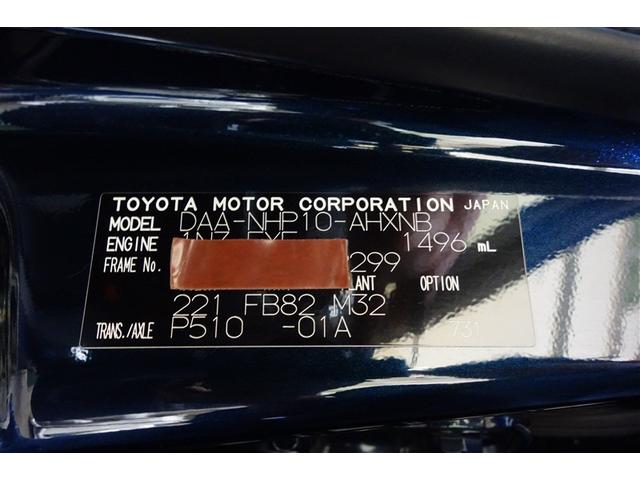 TOYOTA MOTOR CORPORATION JAPAN
MODEL DAA-NHP10-AHXNB
ENGINE 1496 mL
FRAME No. 299
OPTION
221 FB82 M32
TRANS./AXLE P510 -01A 731